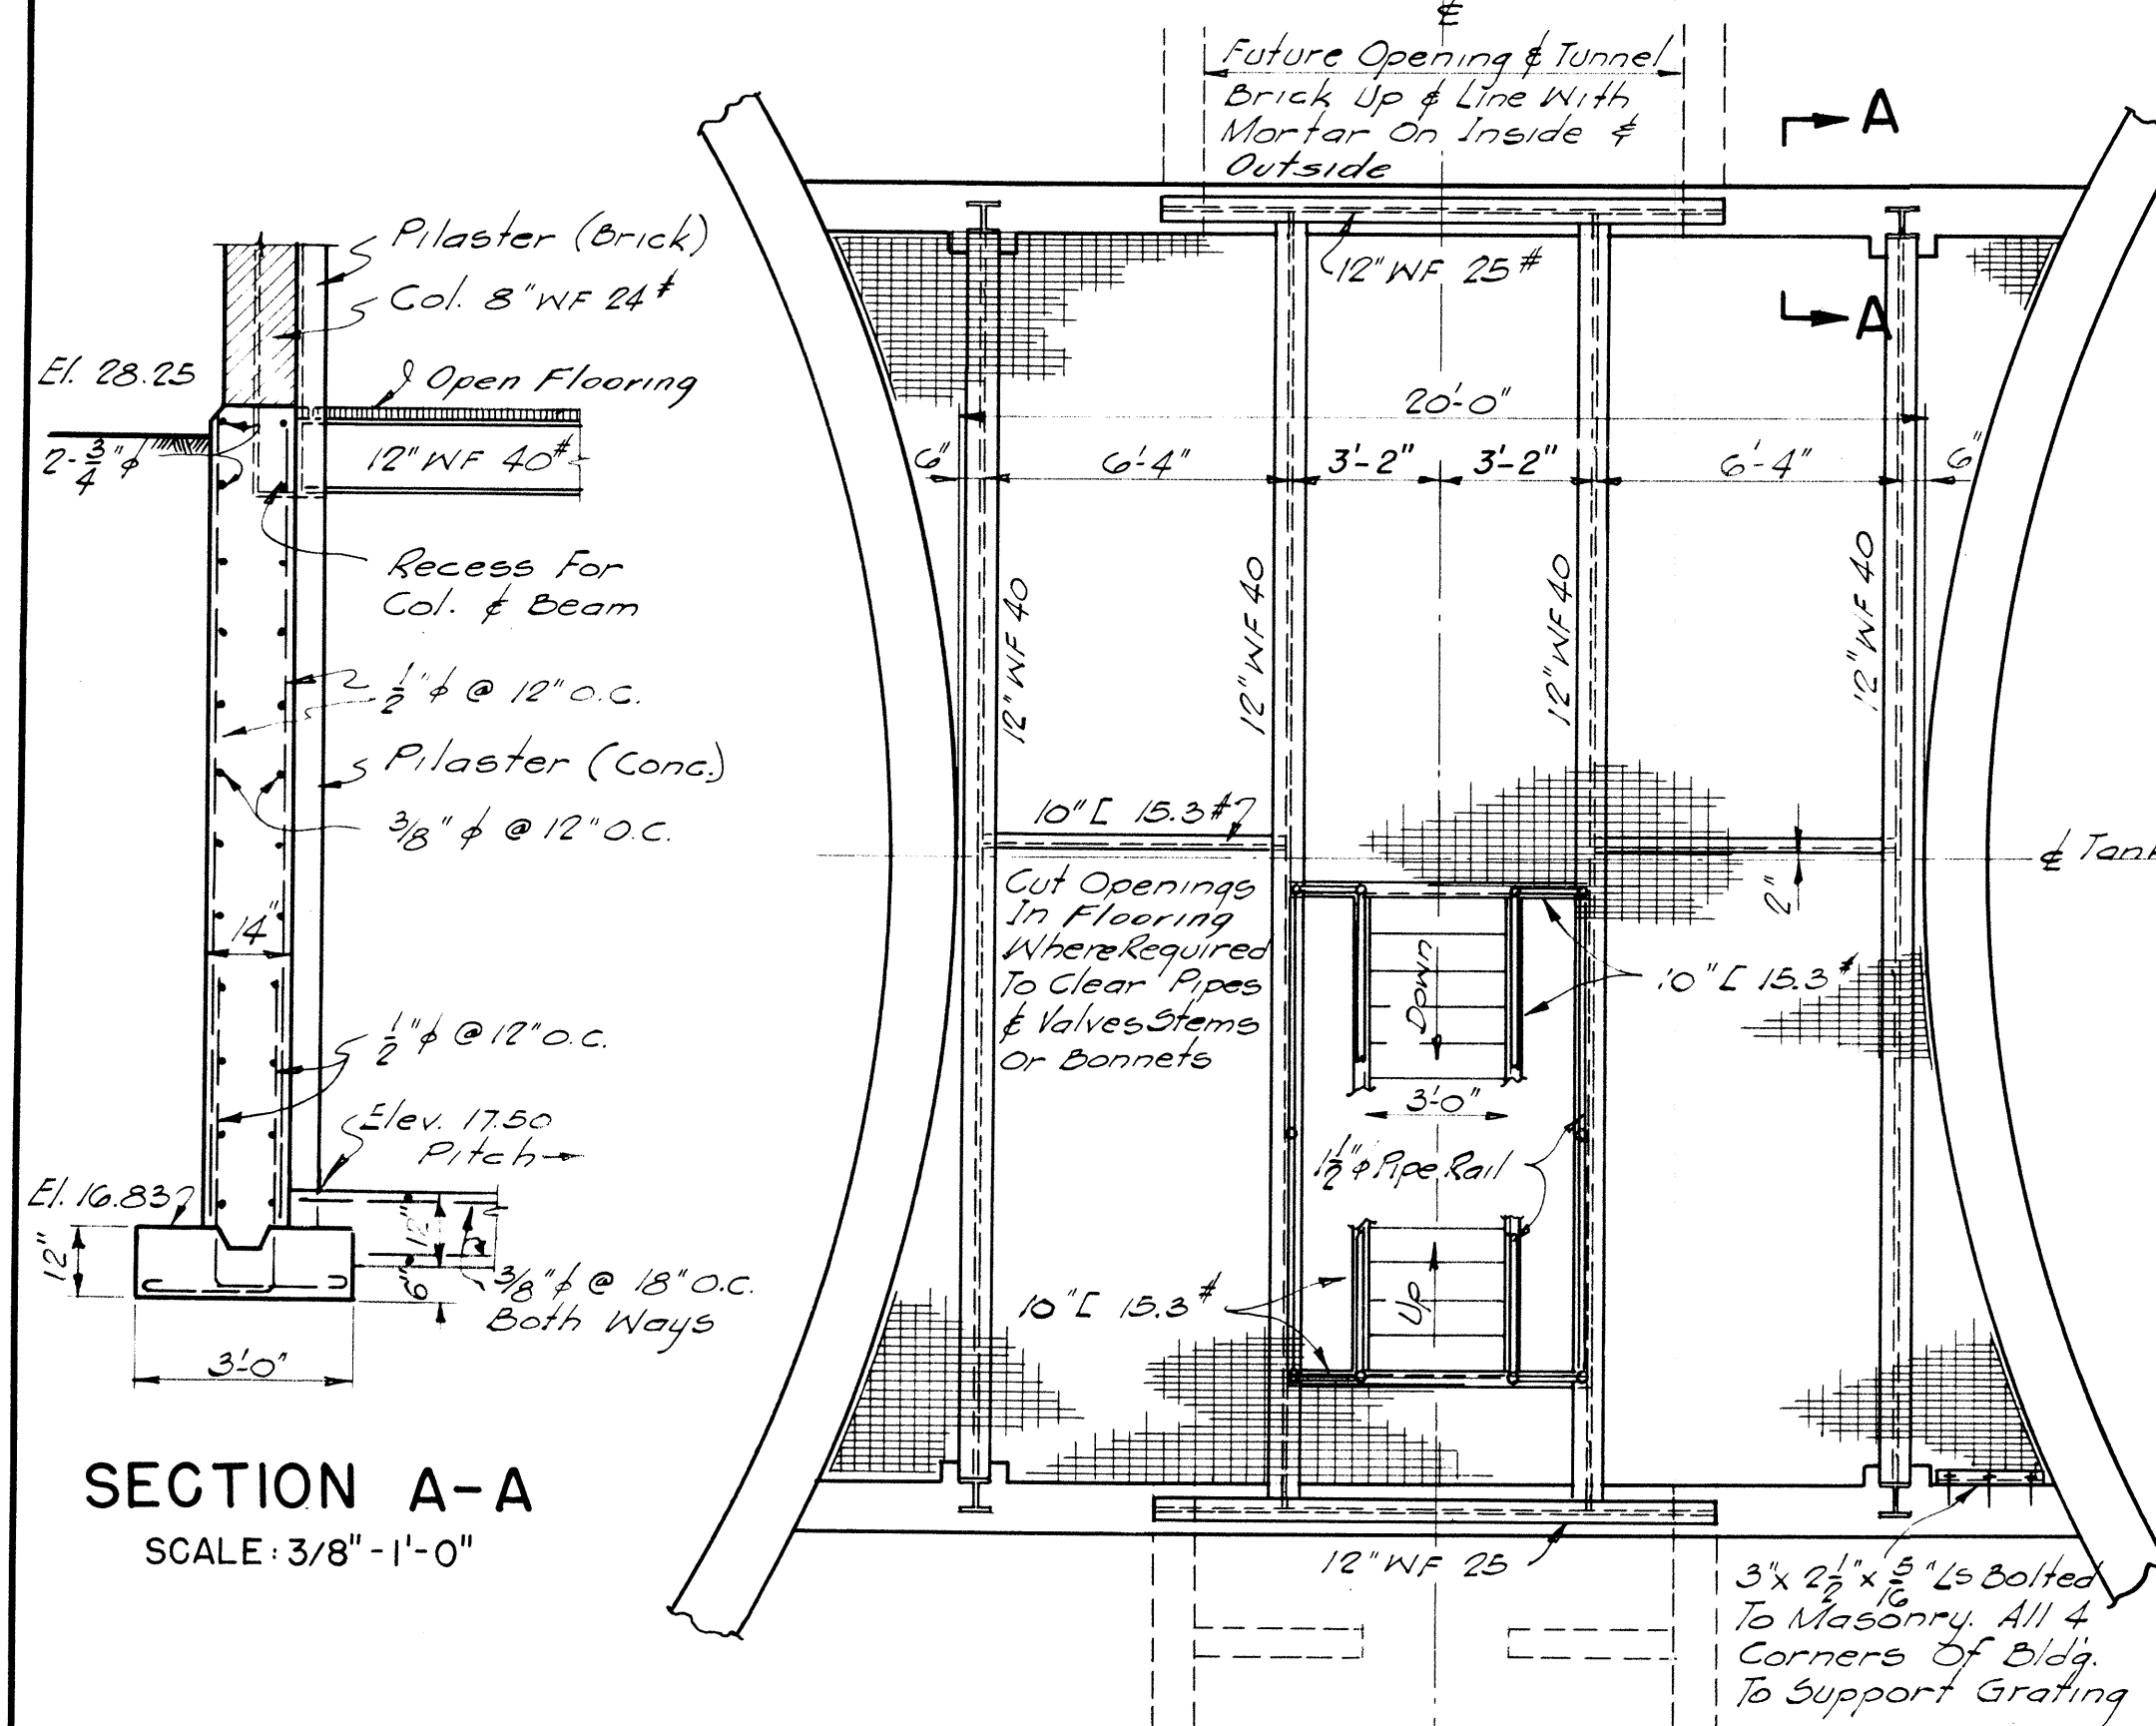 Pilaster (Brick)
Col. 8" WF 24#
El. 28.25
Open Flooring
2-3/4"ϕ
12" WF 40#
Recess For
Col. & Beam
1/2"ϕ @ 12" O.C.
Pilaster (Conc.)
3/8"ϕ @ 12" O.C.
14"
1/2"ϕ @ 12" O.C.
Elev. 17.50
Pitch
El. 16.83
12"
12"
6"
3/8"ϕ @ 18" O.C.
Both Ways
3'-0"
SECTION A-A
SCALE: 3/8"-1'-0"
℄
Future Opening & Tunnel
Brick Up & Line With
Mortar On Inside &
Outside
A
A
12" WF 25#
20'-0"
6"
6'-4"
3'-2"
3'-2"
6'-4"
6"
12" WF 40
12" WF 40
12" WF 40
12" WF 40
10" [ 15.3#
℄ Tank
2"
Cut Openings
In Flooring
Where Required
To Clear Pipes
& Valves Stems
Or Bonnets
Down
10" [ 15.3#
3'-0"
1 1/2"ϕ Pipe Rail
Up
10" [ 15.3#
12" WF 25
3" x 2 1/2" x 5/16" Ls Bolted
To Masonry. All 4
Corners Of Bldg.
To Support Grating